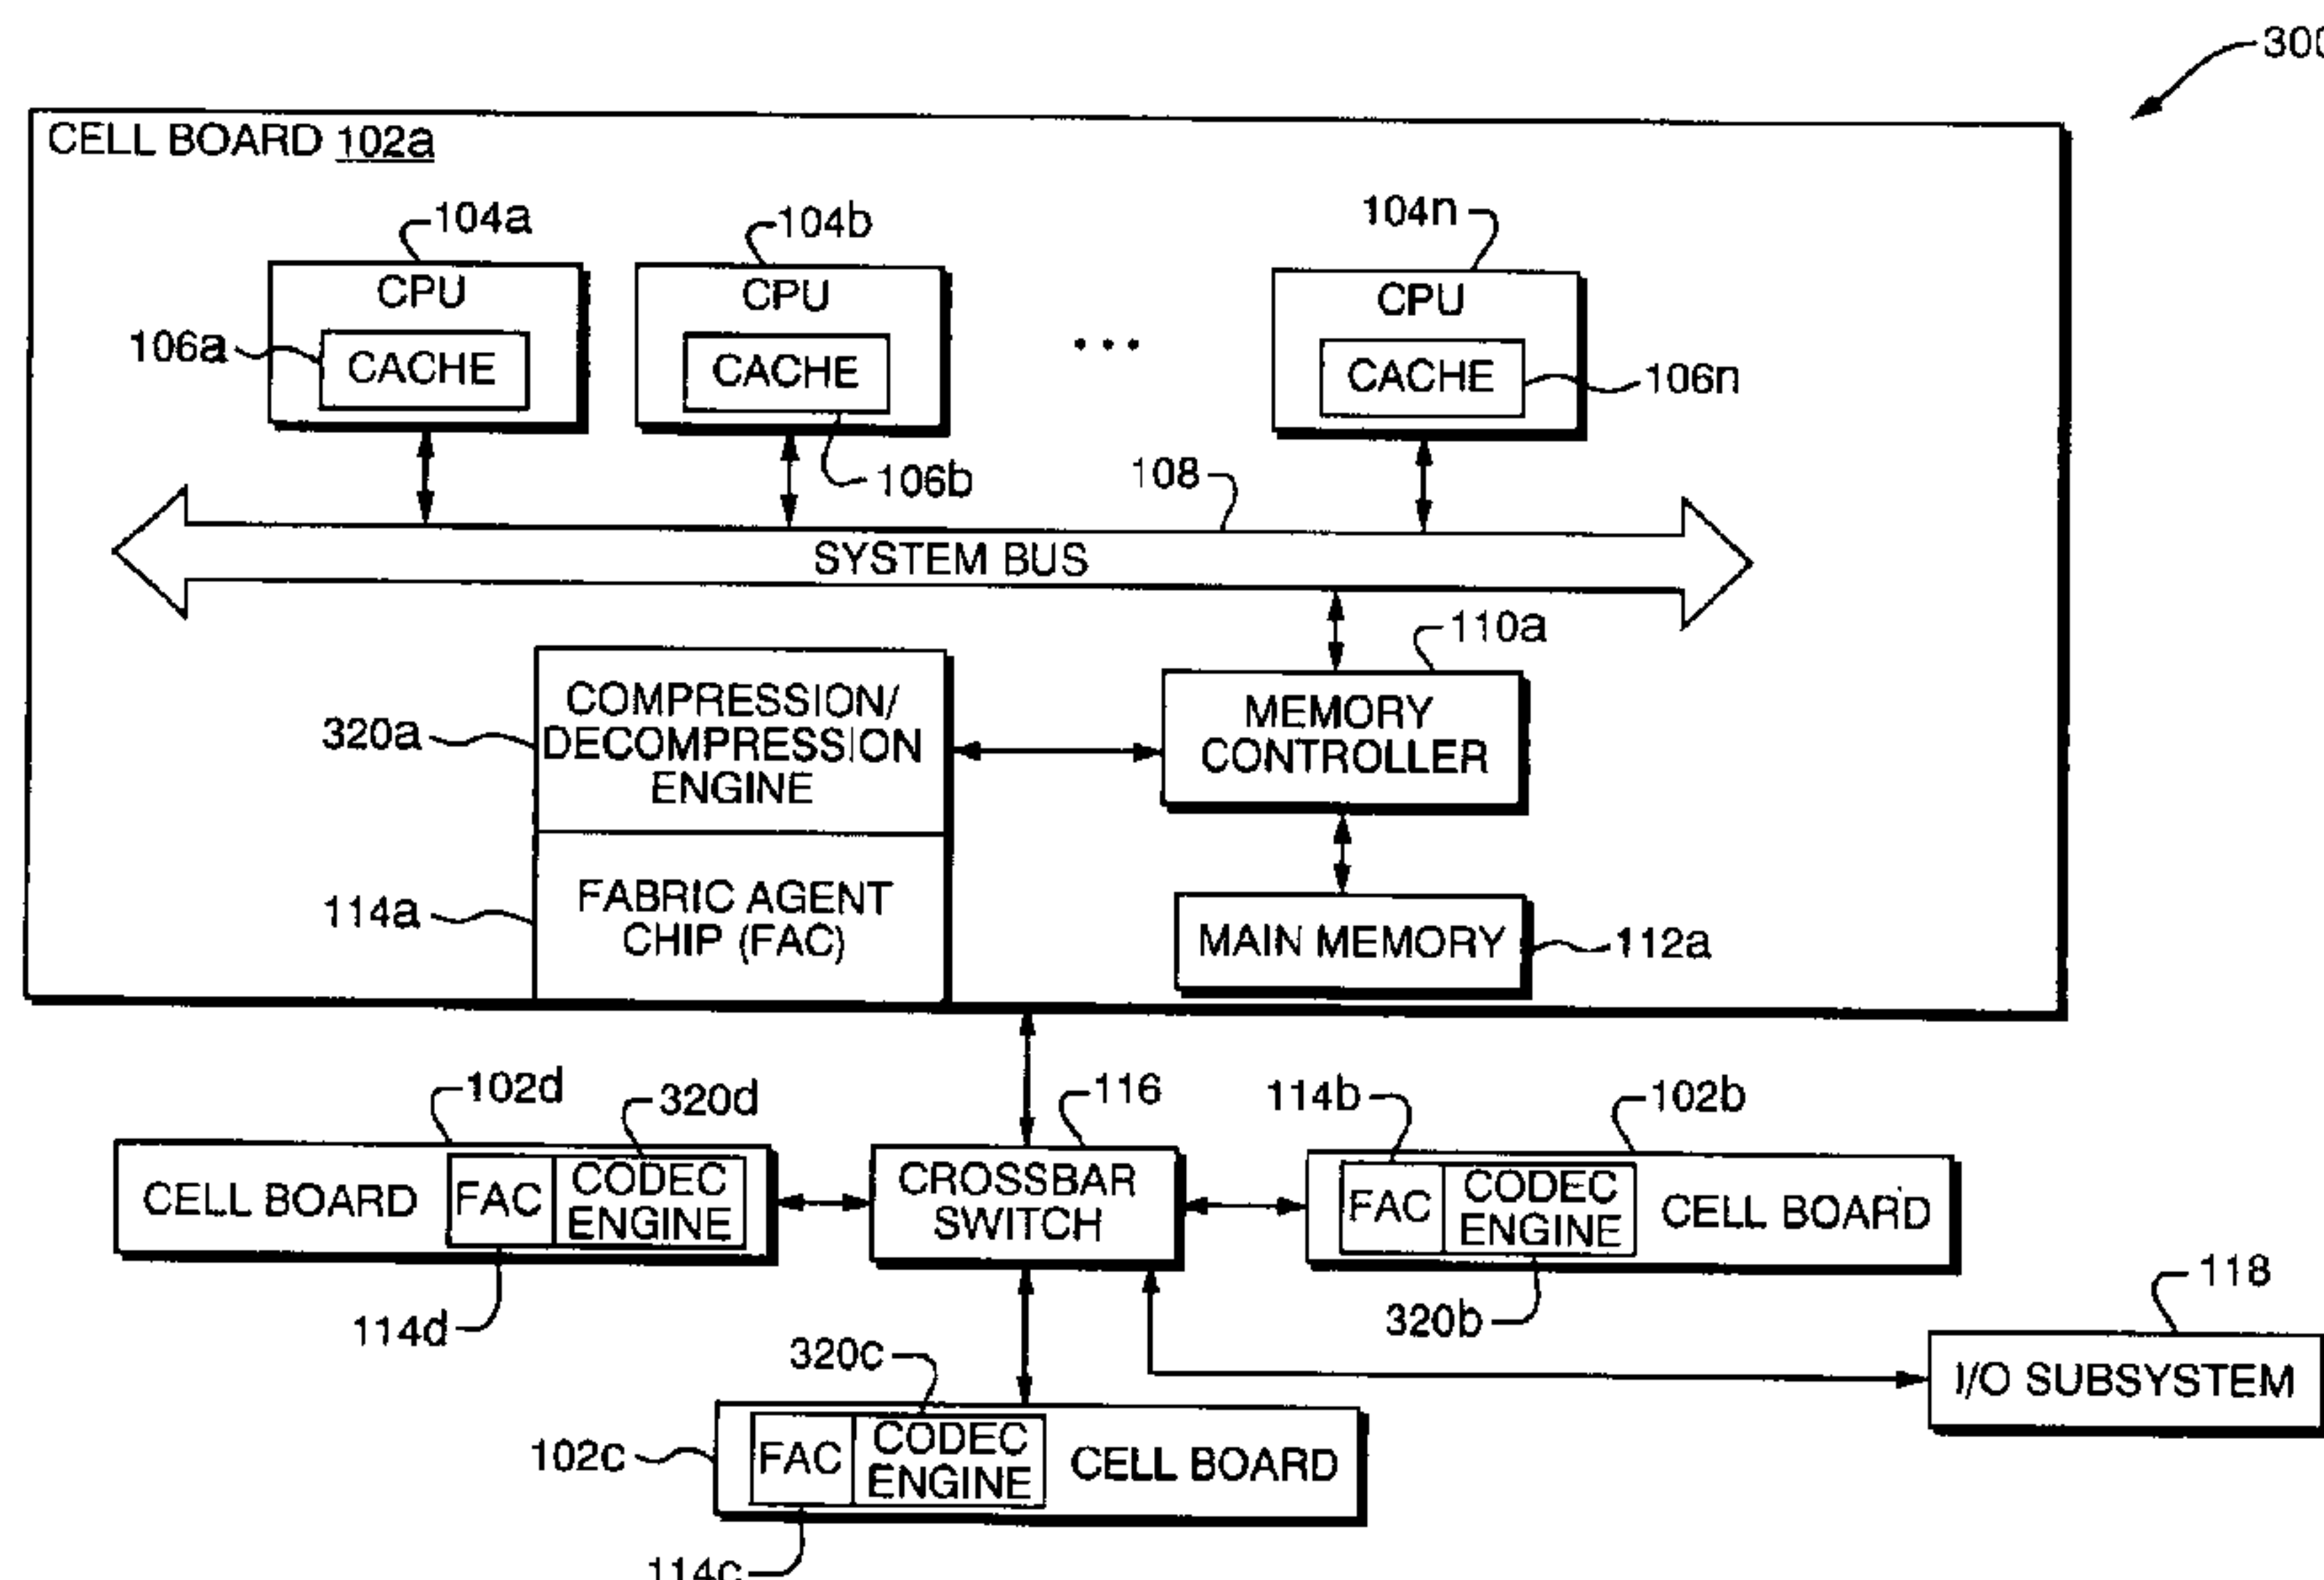 300
CELL BOARD 102a
104a
104b
104n
CPU
CPU
CPU
106a
CACHE
CACHE
CACHE
106n
106b
108
SYSTEM BUS
110a
COMPRESSION/
DECOMPRESSION
ENGINE
320a
MEMORY
CONTROLLER
FABRIC AGENT
CHIP (FAC)
114a
MAIN MEMORY
112a
102d
320d
116
114b
102b
CELL BOARD
FAC
CODEC
ENGINE
CROSSBAR
SWITCH
FAC
CODEC
ENGINE
CELL BOARD
114d
320b
118
320c
I/O SUBSYSTEM
102c
FAC
CODEC
ENGINE
CELL BOARD
114c